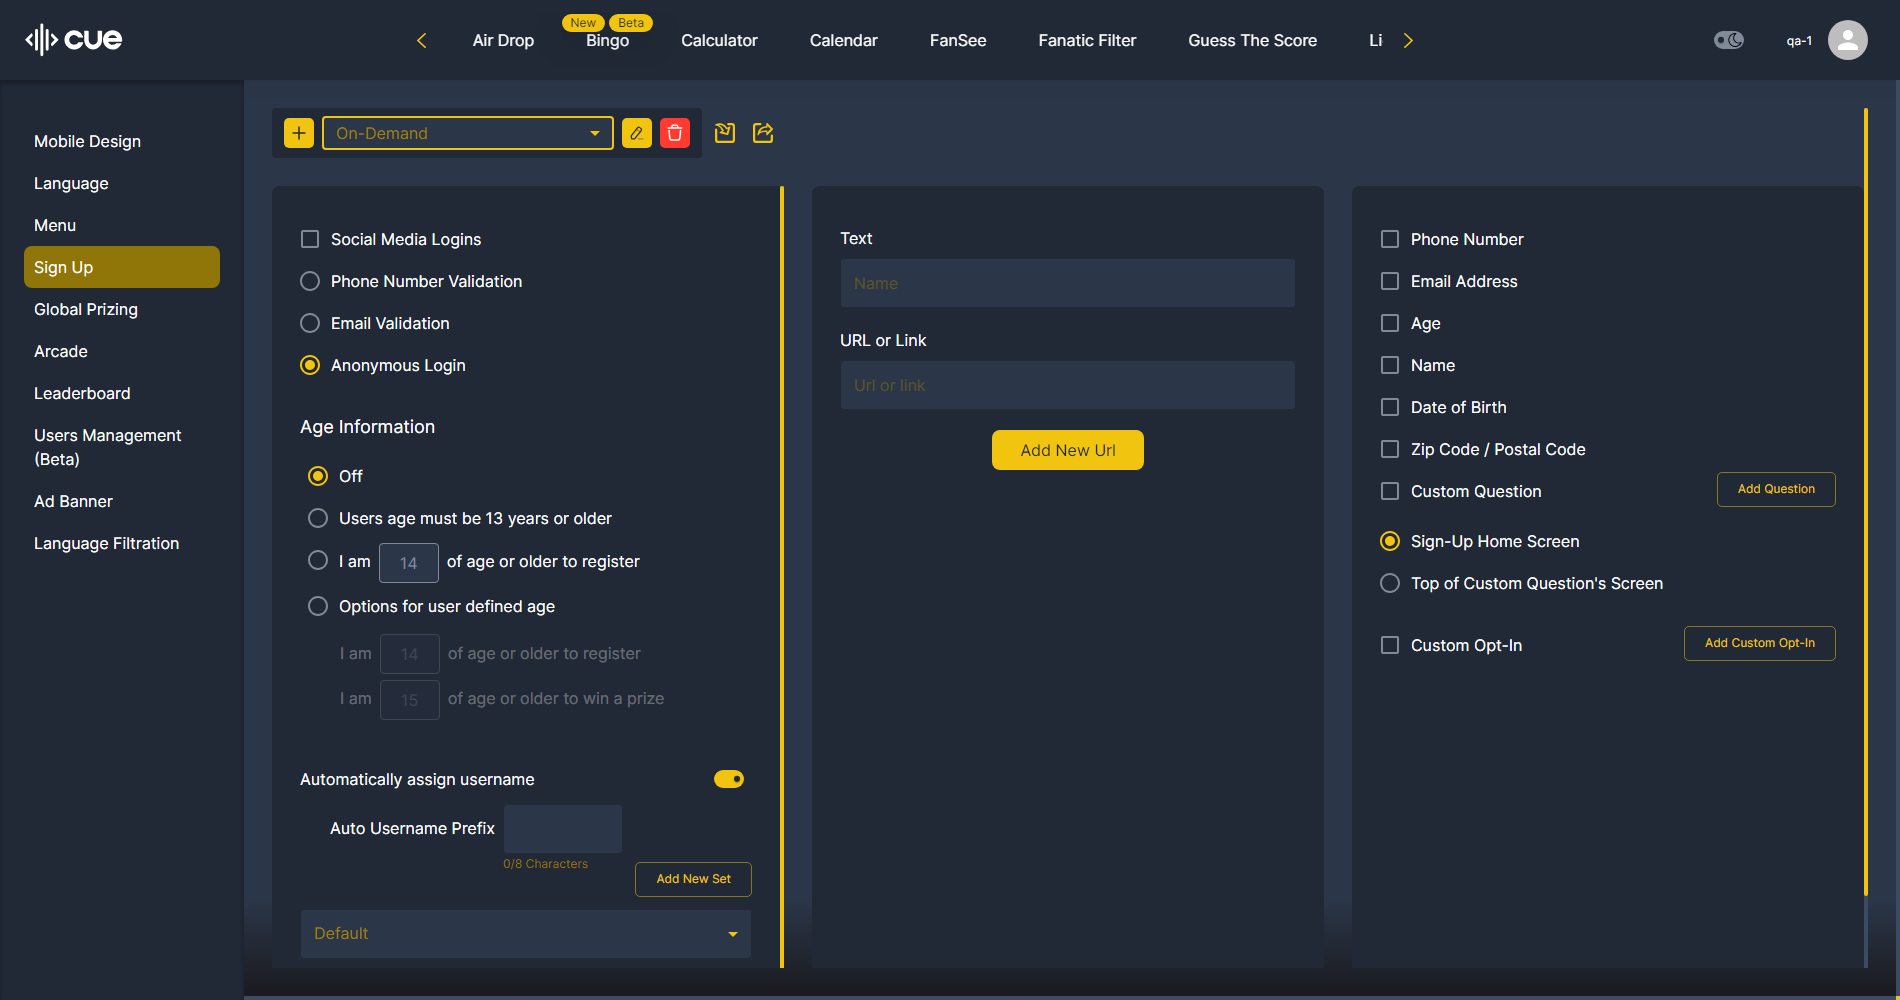 cue
Air Drop
New
Beta
Bingo
Calculator
Calendar
FanSee
Fanatic Filter
Guess The Score
Li
qa-1
Mobile Design
Language
Menu
Sign Up
Global Prizing
Arcade
Leaderboard
Users Management
(Beta)
Ad Banner
Language Filtration
On-Demand
Social Media Logins
Phone Number Validation
Email Validation
Anonymous Login
Age Information
Off
Users age must be 13 years or older
I am 14 of age or older to register
Options for user defined age
I am 14 of age or older to register
I am 15 of age or older to win a prize
Automatically assign username
Auto Username Prefix
0/8 Characters
Add New Set
Default
Text
Name
URL or Link
Url or link
Add New Url
Phone Number
Email Address
Age
Name
Date of Birth
Zip Code / Postal Code
Custom Question
Add Question
Sign-Up Home Screen
Top of Custom Question's Screen
Custom Opt-In
Add Custom Opt-In